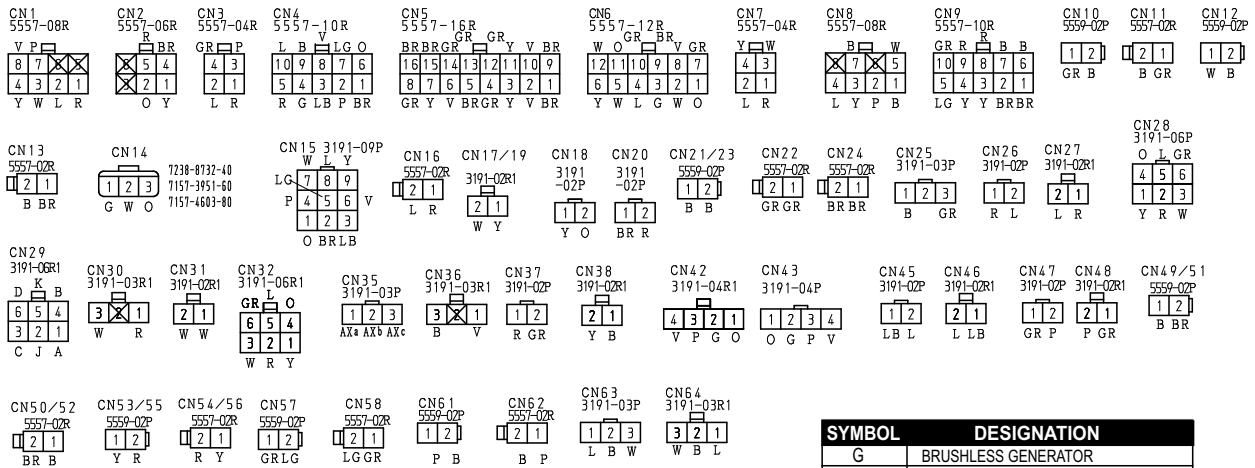 CN1 CN2 CN3 CN4 CN5 CN6 CN7 CN8 CN9 CN10 CN11 CN12
5557-08R 5557-06R 5557-04R 5557-10R 5557-16R 5557-12R 5557-04R 5557-08R 5557-10R 5559-02P 5557-02R 5559-02P
V P R BR GR P L B V LG O BR BR GR GR GR Y V BR W O GR BR V GR Y W B W GR R R B B
8 7 6 5 6 5 4 4 3 10 9 8 7 6 16 15 14 13 12 11 10 9 12 11 10 9 8 7 4 3 8 7 6 5 10 9 8 7 6 1 2 2 1 1 2
4 3 2 1 3 2 1 2 1 5 4 3 2 1 8 7 6 5 4 3 2 1 6 5 4 3 2 1 2 1 4 3 2 1 5 4 3 2 1 GR B B GR W B
Y W L R O Y L R R G LB P BR GR Y V BR GR Y V BR Y W L G W O L R L Y P B LG Y Y BR BR
CN13 CN14 CN15 3191-09P CN16 CN17/19 CN18 CN20 CN21/23 CN22 CN24 CN25 CN26 CN27 CN28
5557-02R 5557-02R 3191-02R1 3191 3191 5559-02P 5557-02R 5557-02R 3191-03P 3191-02P 3191-02R1 3191-06P
-02P -02P
7238-8732-40
7157-3951-60
7157-4603-80
W L Y O L GR
LG 7 8 9 4 5 6
2 1 1 2 3 P 4 5 6 V 2 1 2 1 1 2 1 2 1 2 2 1 2 1 1 2 3 1 2 2 1 1 2 3
B BR G W O 1 2 3 L R W Y Y O BR R B B GR GR BR BR B GR R L L R Y R W
O BR LB
CN29 CN30 CN31 CN32 CN35 CN36 CN37 CN38 CN42 CN43 CN45 CN46 CN47 CN48 CN49/51
3191-06R1 3191-03R1 3191-02R1 3191-06R1 3191-03P 3191-03R1 3191-02P 3191-02R1 3191-04R1 3191-04P 3191-02P 3191-02R1 3191-02P 3191-02R1 5559-02P
D K B GR L O
6 5 4 3 2 1 2 1 6 5 4 1 2 3 3 2 1 1 2 2 1 4 3 2 1 1 2 3 4 1 2 2 1 1 2 2 1 1 2
3 2 1 W R W W 3 2 1 AXa AXb AXc B V R GR Y B V P G O O G P V LB L L LB GR P P GR B BR
C J A W R Y
CN50/52 CN53/55 CN54/56 CN57 CN58 CN61 CN62 CN63 CN64
5557-02R 5559-02P 5557-02R 5559-02P 5557-02R 5559-02P 5557-02R 3191-03P 3191-03R1
2 1 1 2 2 1 1 2 2 1 1 2 2 1 1 2 3 3 2 1
BR B Y R R Y GR LG LG GR P B B P L B W W B L
SYMBOL DESIGNATION
G BRUSHLESS GENERATOR